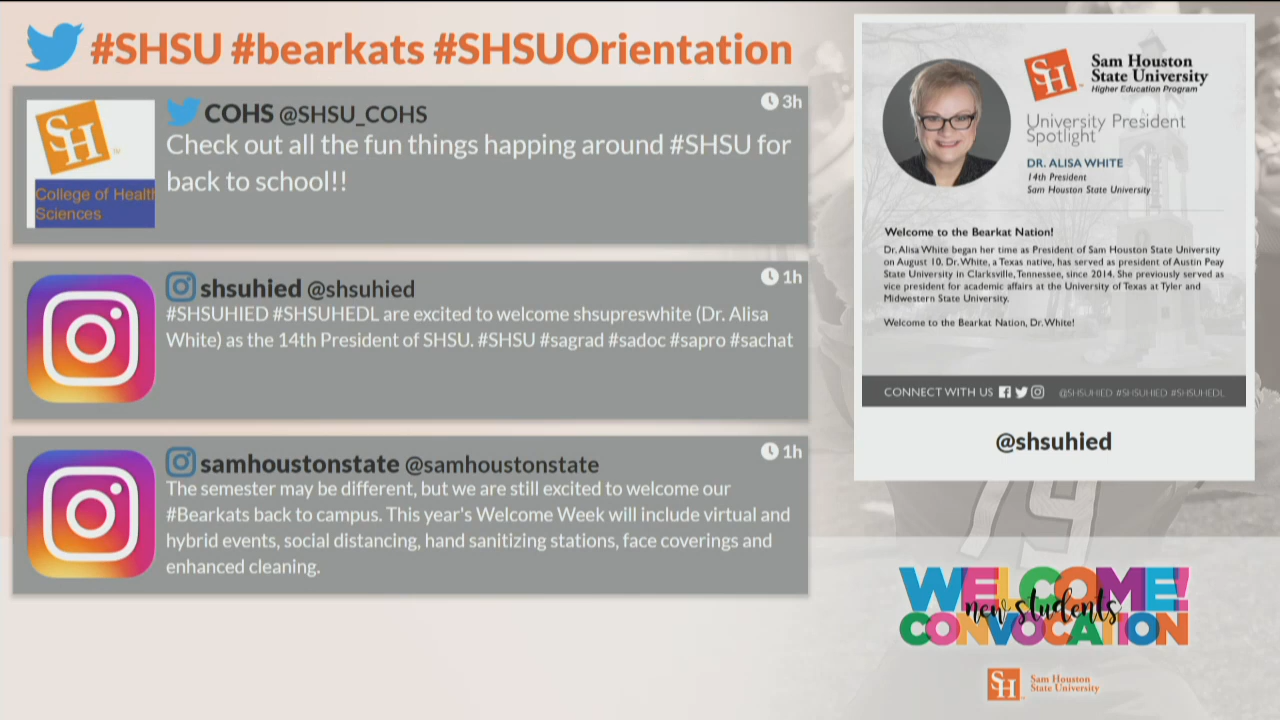 #SHSU #bearkats #SHSUOrientation
SH
College of Health
Sciences
COHS @SHSU_COHS
3h
Check out all the fun things happing around #SHSU for
back to school!!
shsuhied @shsuhied
1h
#SHSUHIED #SHSUHEDL are excited to welcome shsupreswhite (Dr. Alisa
White) as the 14th President of SHSU. #SHSU #sagrad #sadoc #sapro #sachat
samhoustonstate @samhoustonstate
1h
The semester may be different, but we are still excited to welcome our
#Bearkats back to campus. This year's Welcome Week will include virtual and
hybrid events, social distancing, hand sanitizing stations, face coverings and
enhanced cleaning.
SH
Sam Houston
State University
Higher Education Program
University President
Spotlight
DR. ALISA WHITE
14th President
Sam Houston State University
Welcome to the Bearkat Nation!
Dr. Alisa White began her time as President of Sam Houston State University
on August 10. Dr. White, a Texas native, has served as president of Austin Peay
State University in Clarksville, Tennessee, since 2014. She previously served as
vice president for academic affairs at the University of Texas at Tyler and
Midwestern State University.
Welcome to the Bearkat Nation, Dr. White!
CONNECT WITH US
@SHSUHIED #SHSUHIED #SHSUHEDL
@shsuhied
79
WELCOME!
new students
CONVOCATION
SH
Sam Houston
State University